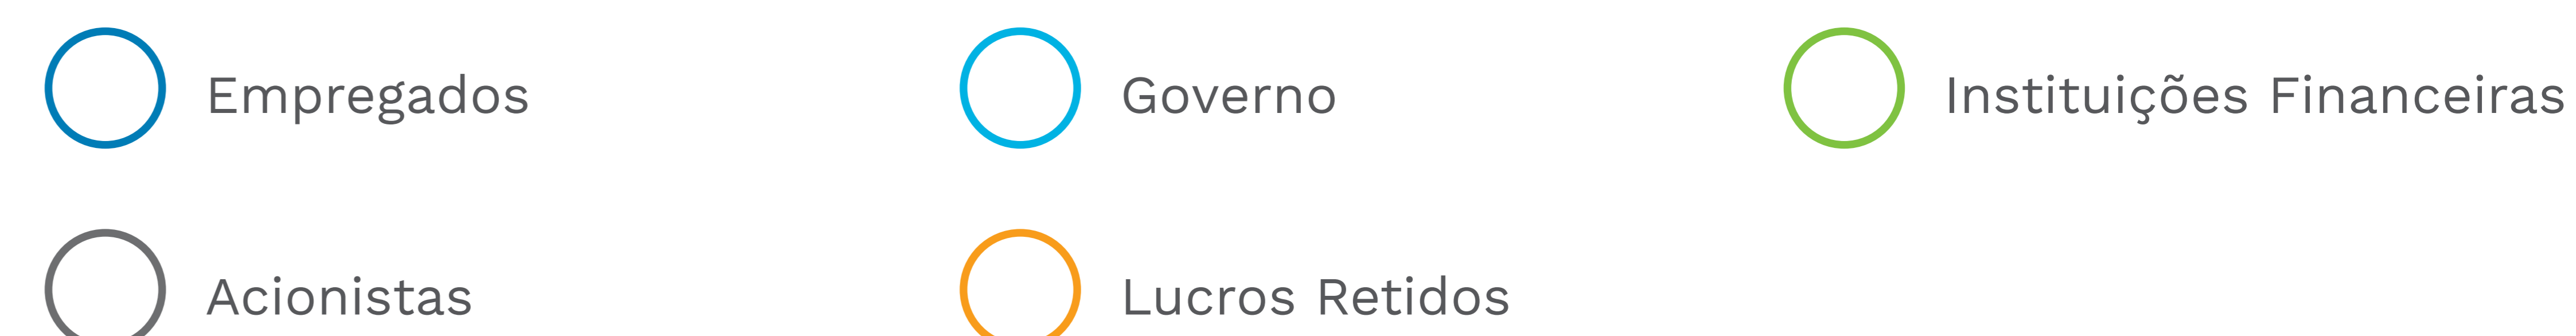 Empregados
Governo
Instituições Financeiras
Acionistas
Lucros Retidos